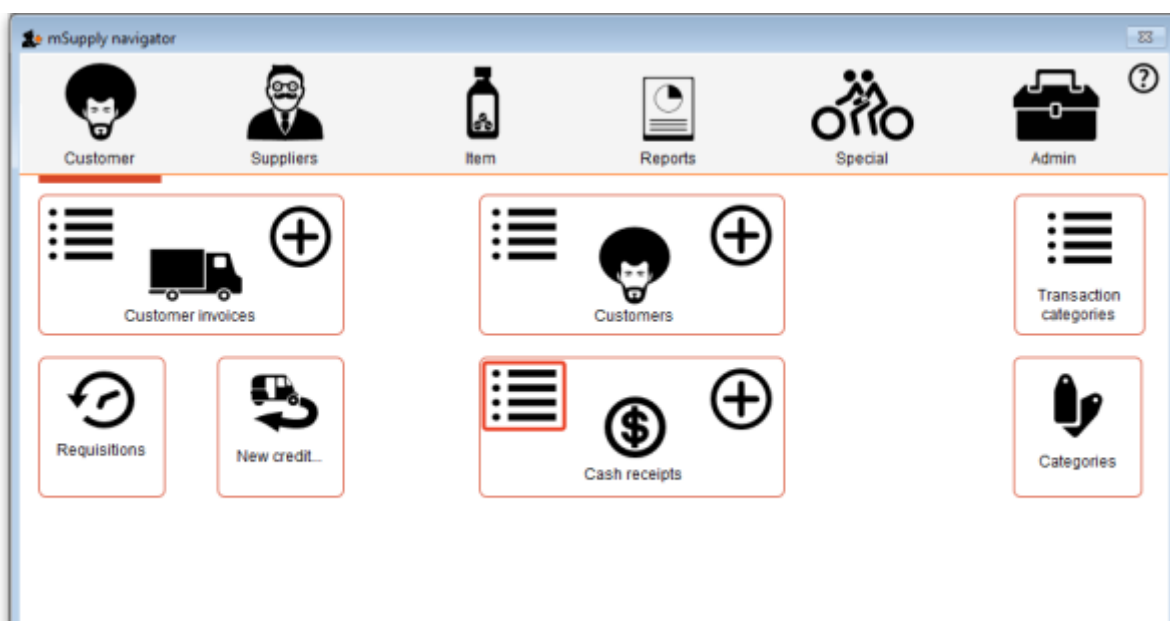 mSupply navigator
Customer
Suppliers
Item
Reports
Special
Admin
?
Customer invoices
Customers
Transaction
categories
Requisitions
New credit...
$
Cash receipts
Categories